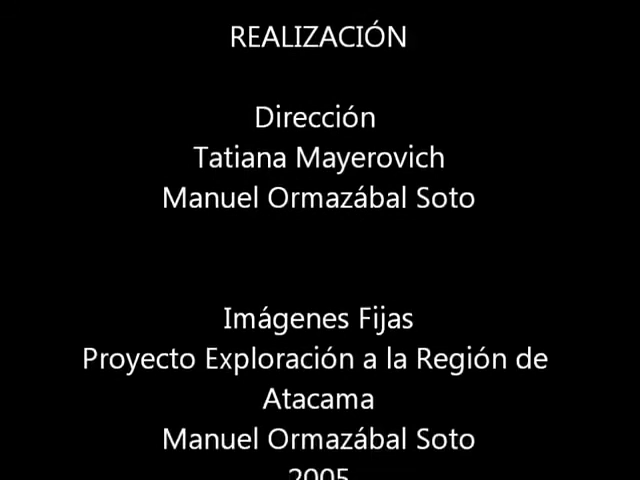 REALIZACIÓN
Dirección
Tatiana Mayerovich
Manuel Ormazábal Soto
Imágenes Fijas
Proyecto Exploración a la Región de
Atacama
Manuel Ormazábal Soto
2005